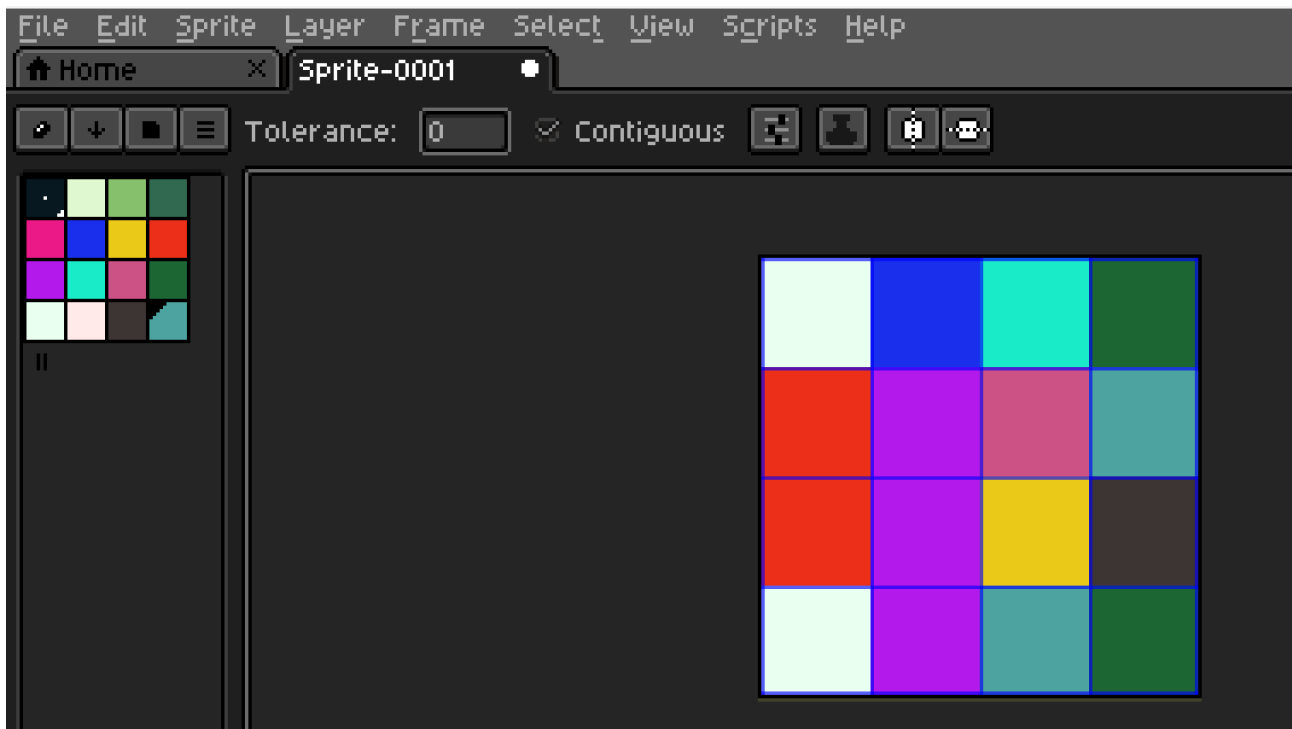 File Edit Sprite Layer Frame Select View Scripts Help
Home Sprite-0001
Tolerance: 0 Contiguous